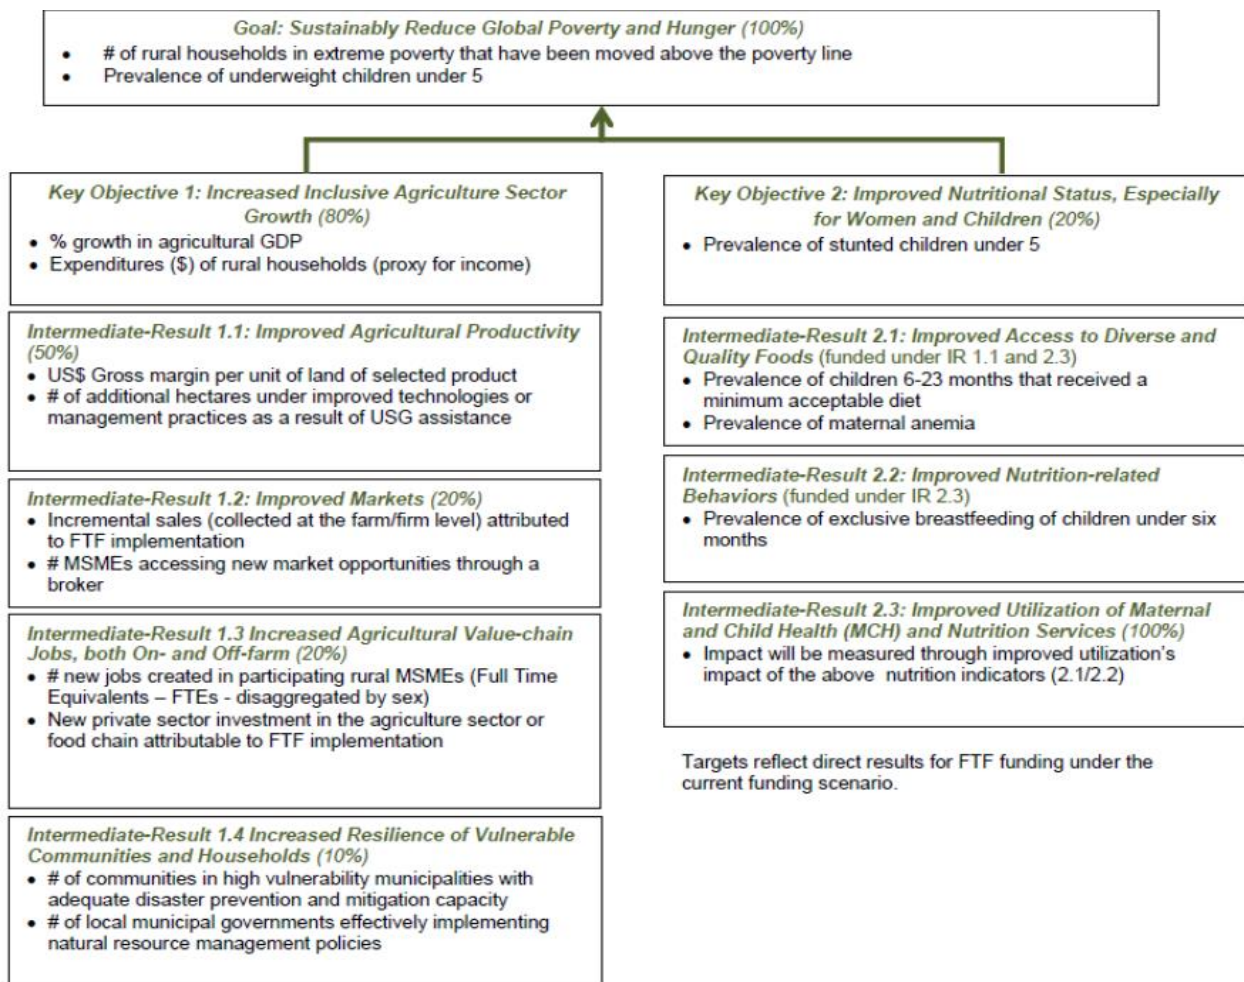 Goal: Sustainably Reduce Global Poverty and Hunger (100%)
• # of rural households in extreme poverty that have been moved above the poverty line
• Prevalence of underweight children under 5
Key Objective 1: Increased Inclusive Agriculture Sector
Growth (80%)
• % growth in agricultural GDP
• Expenditures ($) of rural households (proxy for income)
Intermediate-Result 1.1: Improved Agricultural Productivity
(50%)
• US$ Gross margin per unit of land of selected product
• # of additional hectares under improved technologies or
management practices as a result of USG assistance
Intermediate-Result 1.2: Improved Markets (20%)
• Incremental sales (collected at the farm/firm level) attributed
to FTF implementation
• # MSMEs accessing new market opportunities through a
broker
Intermediate-Result 1.3 Increased Agricultural Value-chain
Jobs, both On- and Off-farm (20%)
• # new jobs created in participating rural MSMEs (Full Time
Equivalents – FTEs - disaggregated by sex)
• New private sector investment in the agriculture sector or
food chain attributable to FTF implementation
Intermediate-Result 1.4 Increased Resilience of Vulnerable
Communities and Households (10%)
• # of communities in high vulnerability municipalities with
adequate disaster prevention and mitigation capacity
• # of local municipal governments effectively implementing
natural resource management policies
Key Objective 2: Improved Nutritional Status, Especially
for Women and Children (20%)
• Prevalence of stunted children under 5
Intermediate-Result 2.1: Improved Access to Diverse and
Quality Foods (funded under IR 1.1 and 2.3)
• Prevalence of children 6-23 months that received a
minimum acceptable diet
• Prevalence of maternal anemia
Intermediate-Result 2.2: Improved Nutrition-related
Behaviors (funded under IR 2.3)
• Prevalence of exclusive breastfeeding of children under six
months
Intermediate-Result 2.3: Improved Utilization of Maternal
and Child Health (MCH) and Nutrition Services (100%)
• Impact will be measured through improved utilization's
impact of the above nutrition indicators (2.1/2.2)
Targets reflect direct results for FTF funding under the
current funding scenario.